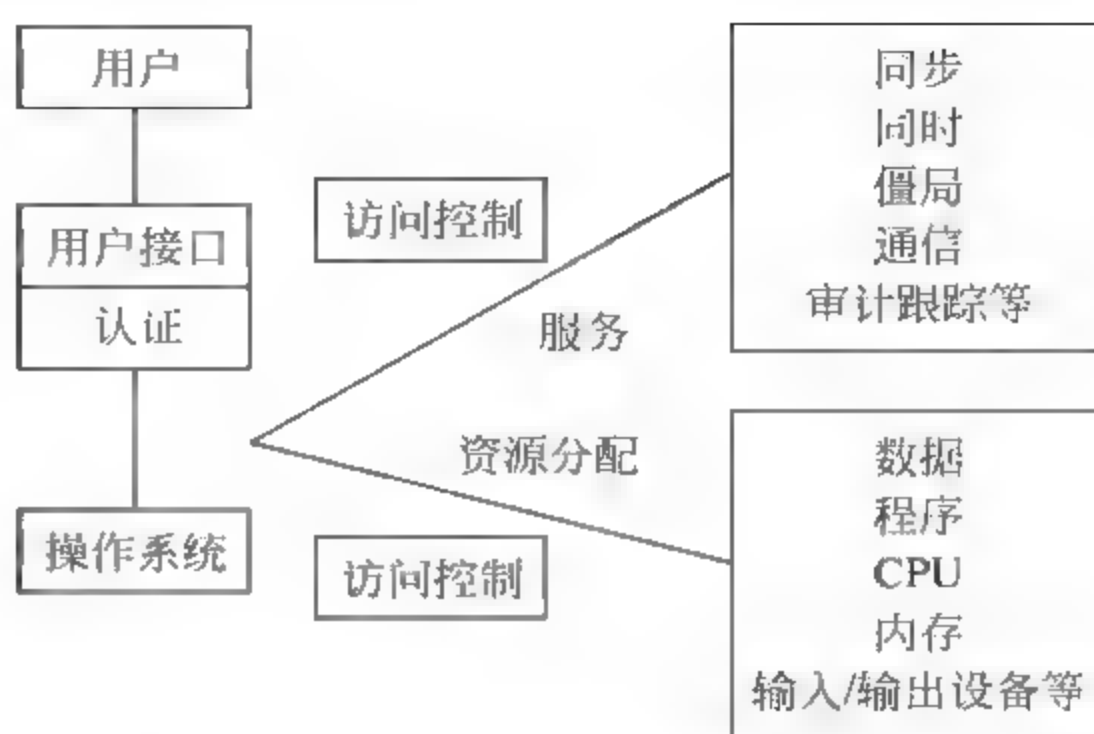 用户
用户接口
认证
操作系统
访问控制
服务
资源分配
访问控制
同步
同时
僵局
通信
审计跟踪等
数据
程序
CPU
内存
输入/输出设备等